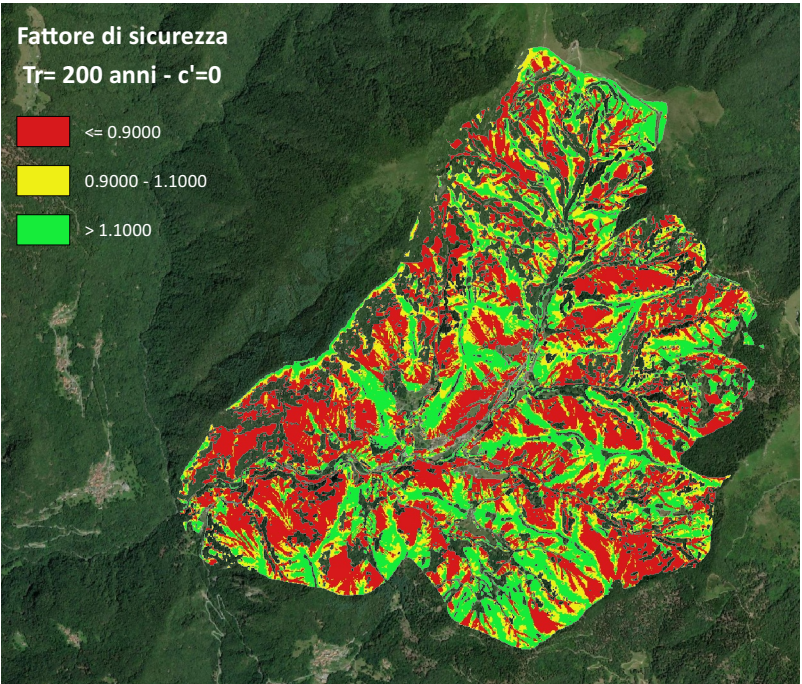 Fattore di sicurezza
Tr= 200 anni - c'=0
<= 0.9000
0.9000 - 1.1000
> 1.1000